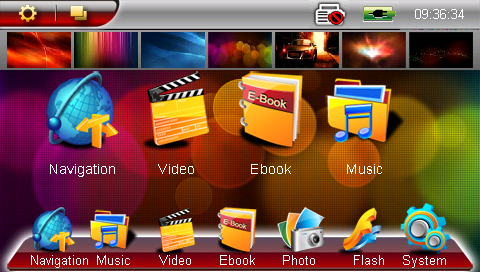 09:36:34
E-Book
Navigation Video Ebook Music
E-Book
Navigation Music Video Ebook Photo Flash System